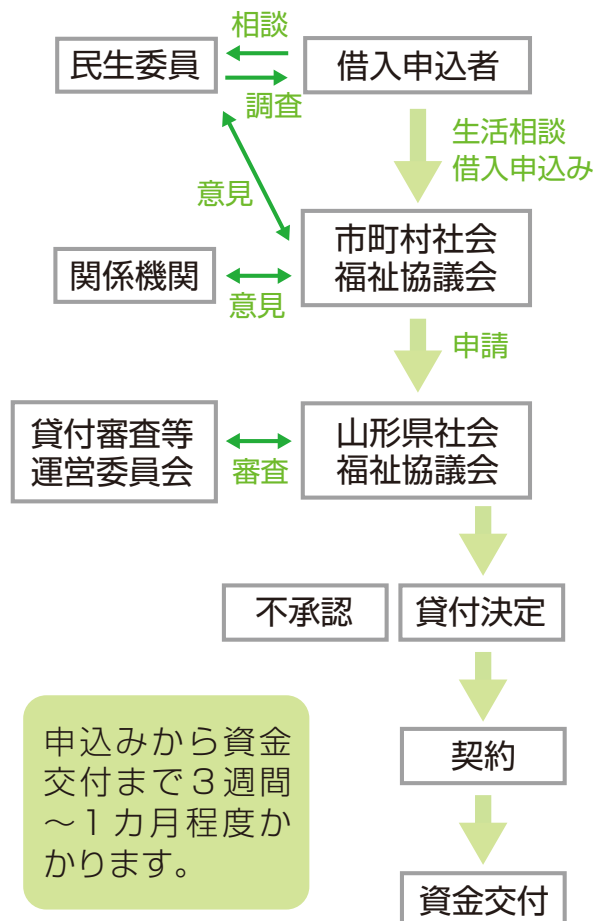 相談
民生委員
借入申込者
調査
生活相談
借入申込み
意見
市町村社会
福祉協議会
関係機関
意見
申請
貸付審査等
運営委員会
審査
山形県社会
福祉協議会
不承認
貸付決定
申込みから資金
交付まで３週間
～１カ月程度か
かります。
契約
資金交付